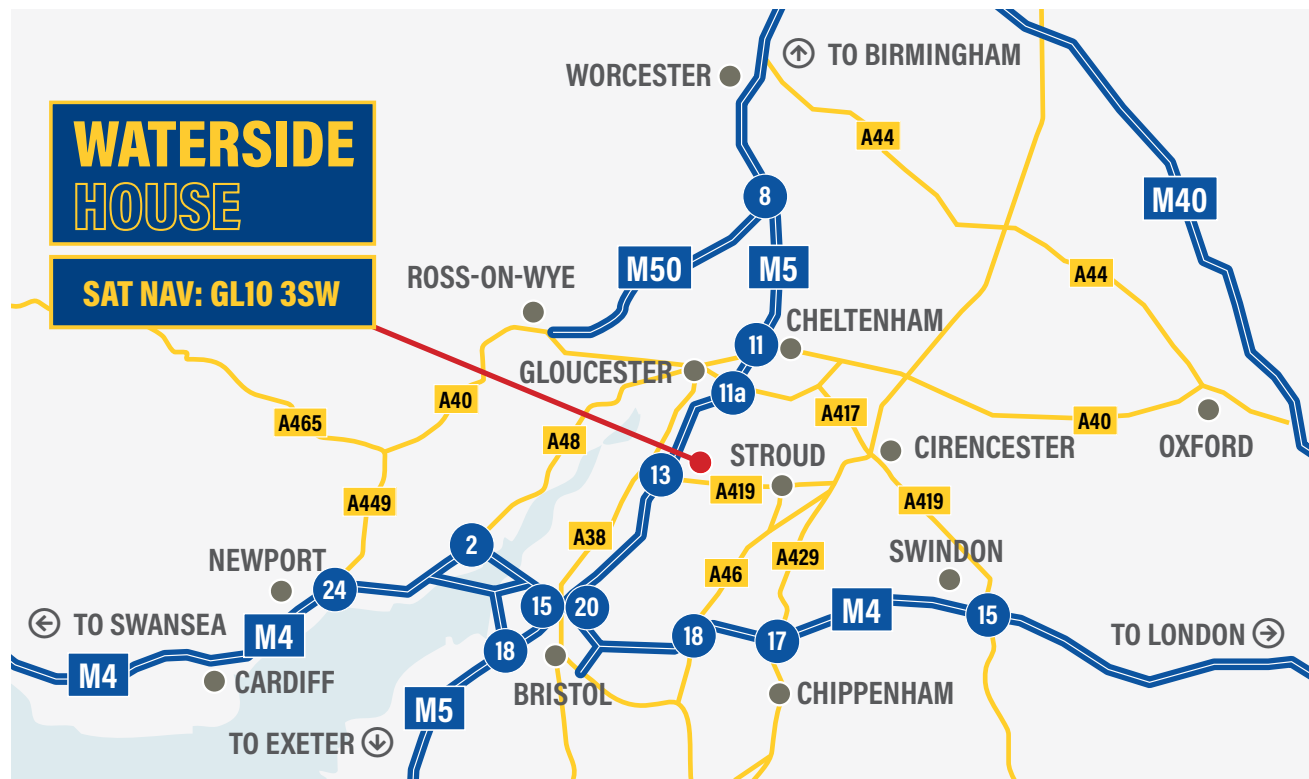 TO BIRMINGHAM
WORCESTER
WATERSIDE
HOUSE
A44
8
M40
M50
M5
ROSS-ON-WYE
A44
SAT NAV: GL10 3SW
CHELTENHAM
11
GLOUCESTER
11a
A40
A417
A465
A40
A48
CIRENCESTER
OXFORD
STROUD
13
A419
A419
A449
A38
2
NEWPORT
SWINDON
A429
A46
24
15
20
M4
15
TO SWANSEA
M4
18
17
TO LONDON
18
M4
CARDIFF
BRISTOL
CHIPPENHAM
M5
TO EXETER